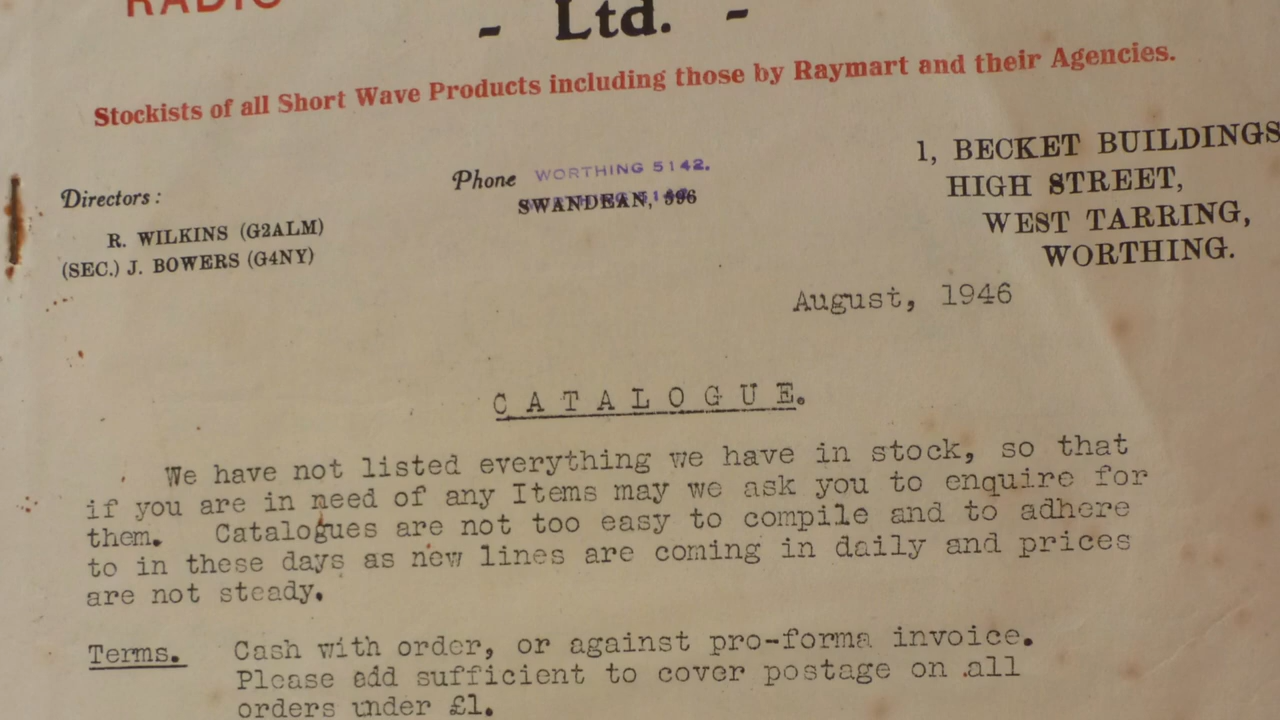 RADIO
- Ltd. -
Stockists of all Short Wave Products including those by Raymart and their Agencies.
Directors:
R. WILKINS (G2ALM)
(SEC.) J. BOWERS (G4NY)
Phone WORTHING 5142.
SWANDEAN, 596
1, BECKET BUILDINGS
HIGH STREET,
WEST TARRING,
WORTHING.
August, 1946
CATALOGUE.
We have not listed everything we have in stock, so that
if you are in need of any Items may we ask you to enquire for
them. Catalogues are not too easy to compile and to adhere
to in these days as new lines are coming in daily and prices
are not steady.
Terms. Cash with order, or against pro-forma invoice.
Please add sufficient to cover postage on all
orders under £1.